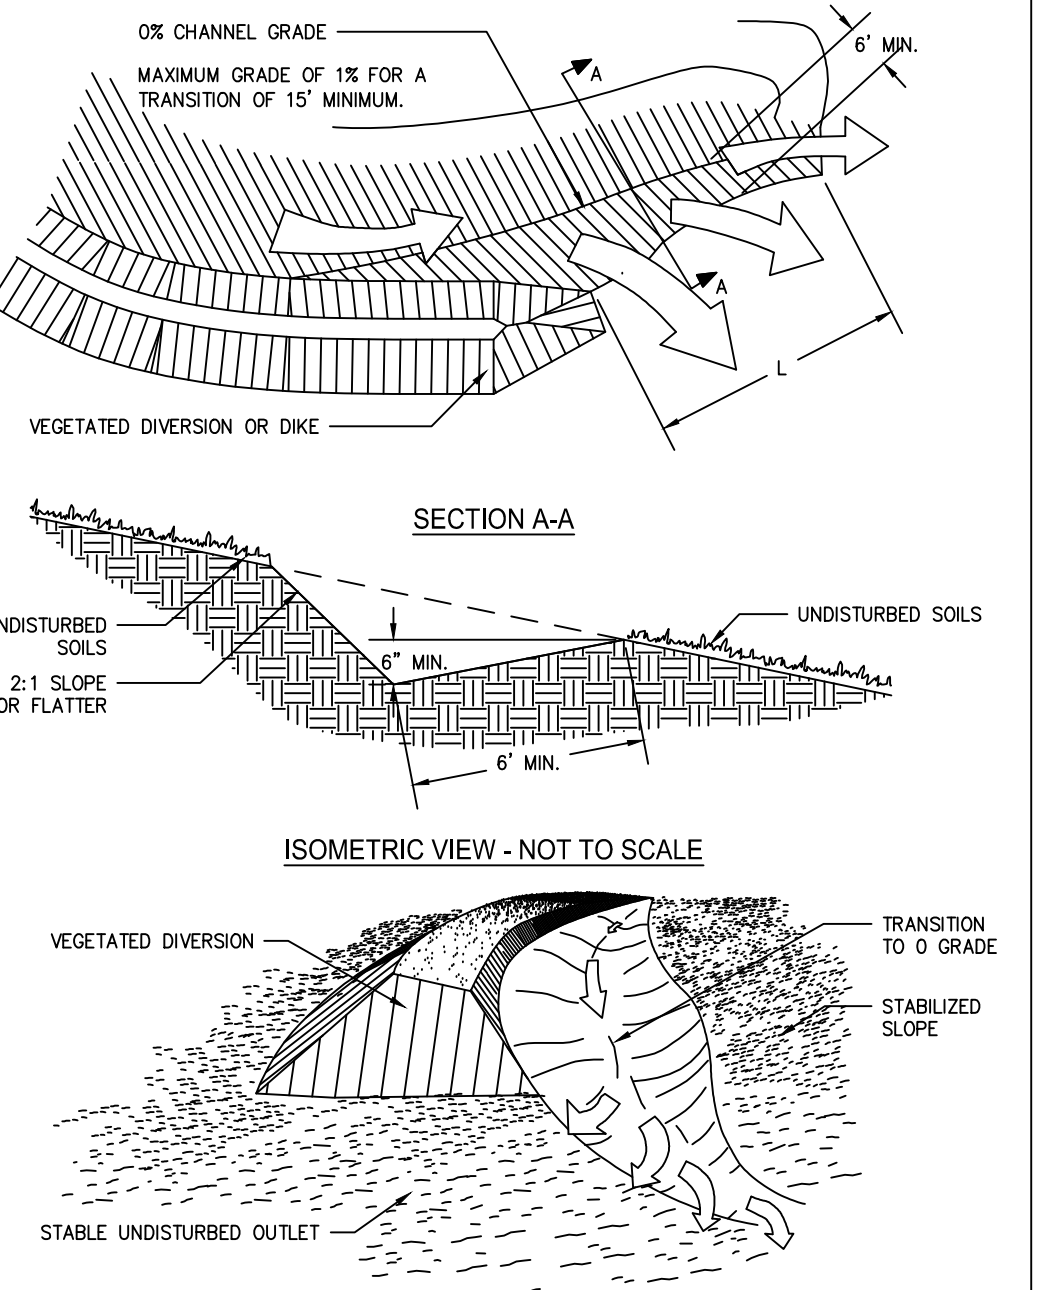 0% CHANNEL GRADE
MAXIMUM GRADE OF 1% FOR A
TRANSITION OF 15' MINIMUM.
A
6' MIN.
A
L
VEGETATED DIVERSION OR DIKE
SECTION A-A
NDISTURBED
SOILS
2:1 SLOPE
OR FLATTER
6" MIN.
UNDISTURBED SOILS
6' MIN.
ISOMETRIC VIEW - NOT TO SCALE
VEGETATED DIVERSION
TRANSITION
TO 0 GRADE
STABILIZED
SLOPE
STABLE UNDISTURBED OUTLET